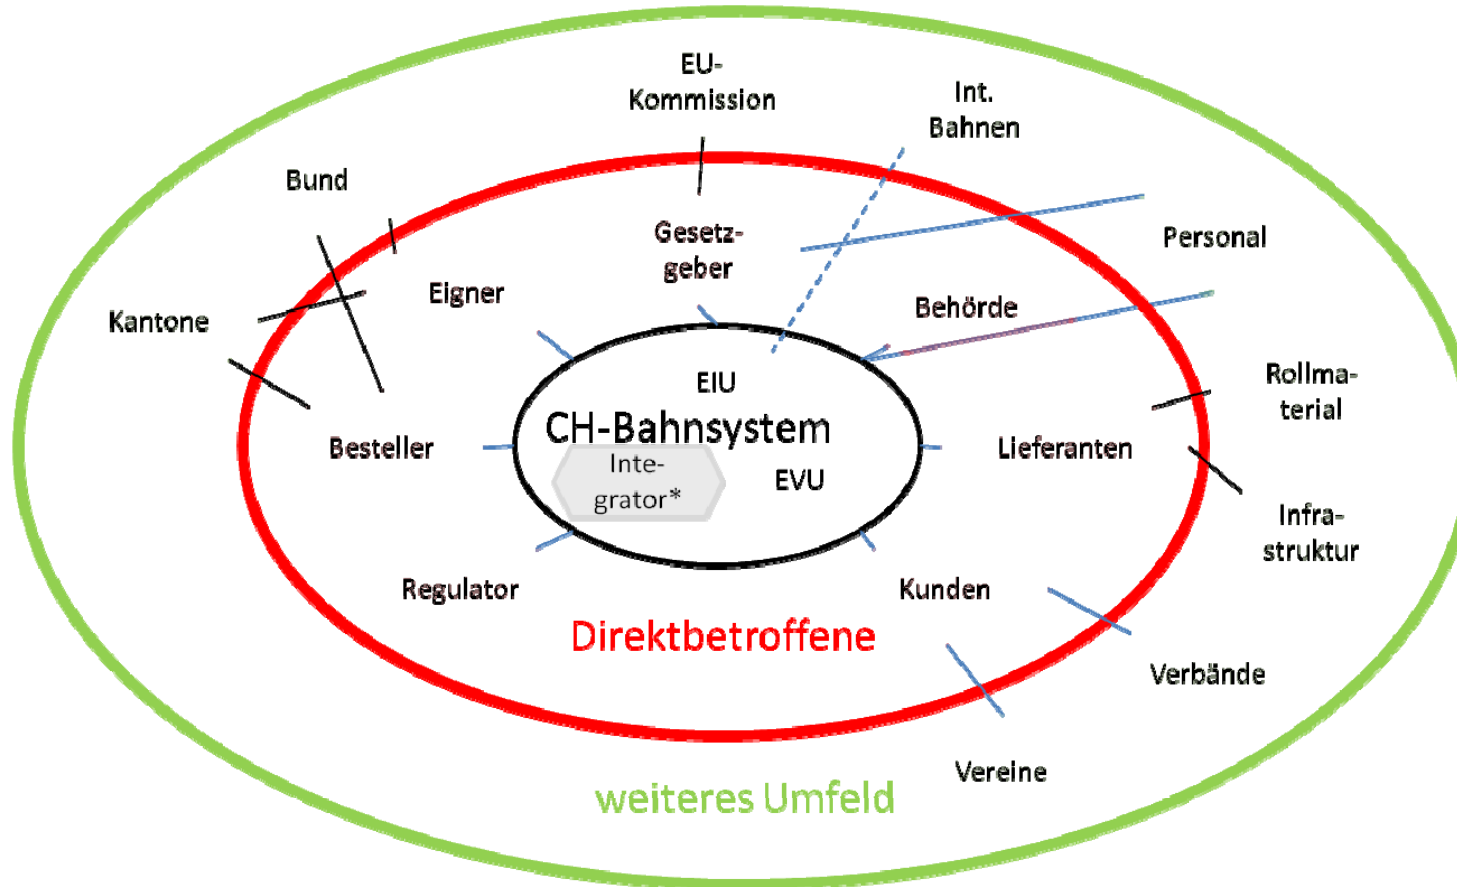 EU-
Kommission
Int.
Bahnen
Bund
Personal
Gesetz-
geber
Eigner
Behörde
Kantone
Rollma-
terial
EIU
CH-Bahnsystem
Besteller
Lieferanten
Inte-
grator*
EVU
Infra-
struktur
Regulator
Kunden
Direktbetroffene
Verbände
Vereine
weiteres Umfeld